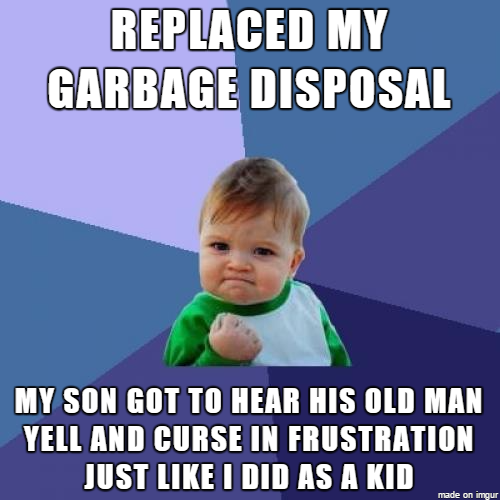 REPLACED MY
GARBAGE DISPOSAL
MY SON GOT TO HEAR HIS OLD MAN
YELL AND CURSE IN FRUSTRATION
JUST LIKE I DID AS A KID
made on imgur